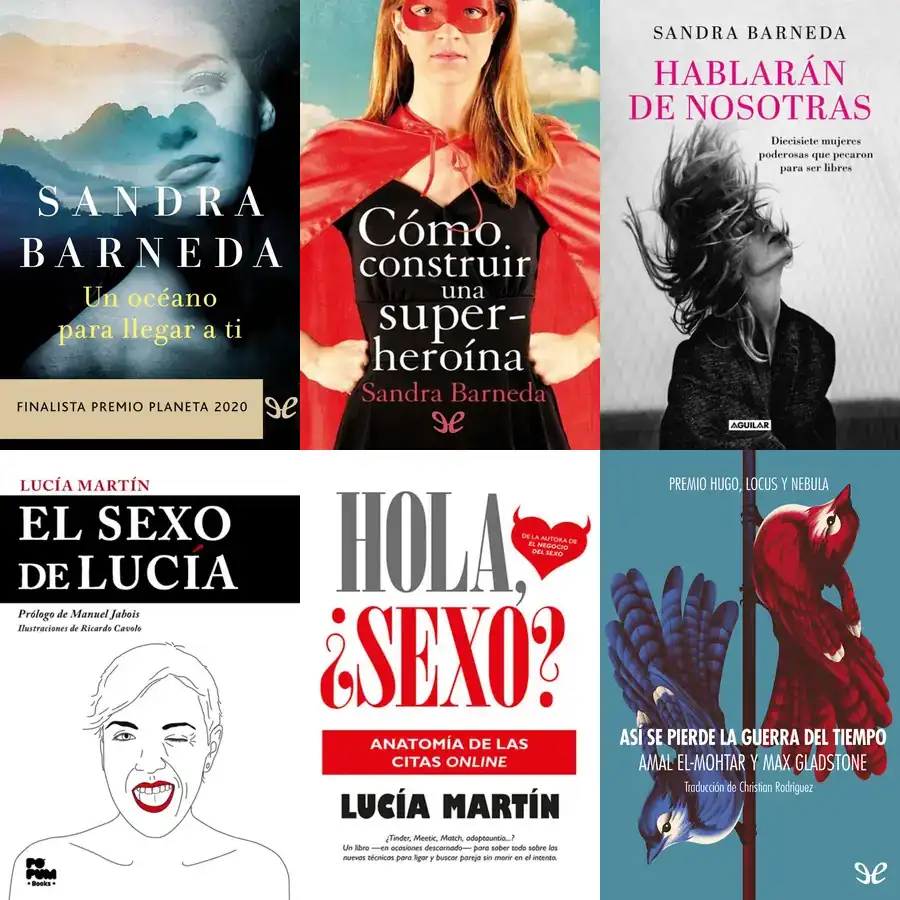 SANDRA
BARNEDA
Un océano
para llegar a ti
FINALISTA PREMIO PLANETA 2020
Cómo
construir
una
super-
heroína
Sandra Barneda
SANDRA BARNEDA
HABLARÁN
DE NOSOTRAS
Diecisiete mujeres
poderosas que pecaron
para ser libres
AGUILAR
LUCÍA MARTÍN
EL SEXO
DE LUCÍA
Prólogo de Manuel Jabois
Ilustraciones de Ricardo Cavolo
POPUM
Books
HOLA,
¿SEXO?
DE LA AUTORA DE
EL NEGOCIO
DEL SEXO
ANATOMÍA DE LAS
CITAS ONLINE
LUCÍA MARTÍN
¿Tinder, Meetic, Match, adoptauntío...?
Un libro —en ocasiones descarnado— para saber todo sobre las
nuevas técnicas para ligar y buscar pareja sin morir en el intento.
PREMIO HUGO, LOCUS Y NEBULA
ASÍ SE PIERDE LA GUERRA DEL TIEMPO
AMAL EL-MOHTAR Y MAX GLADSTONE
Traducción de Christian Rodríguez